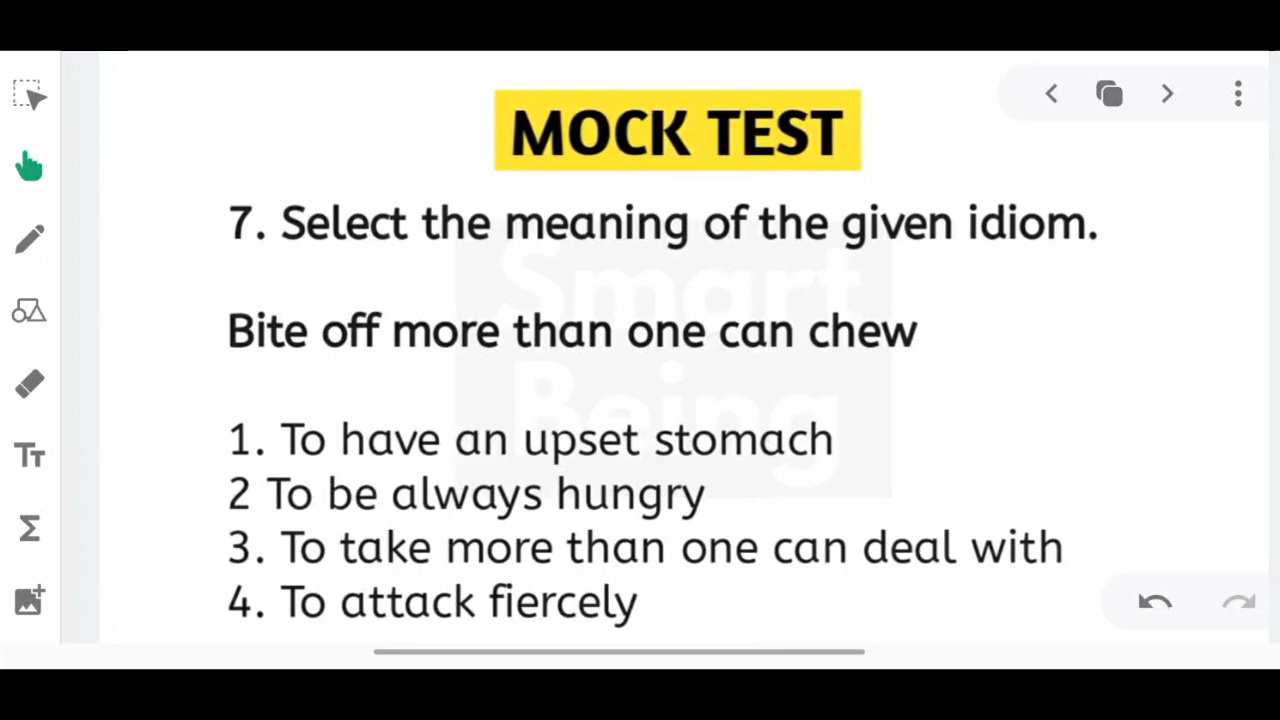 MOCK TEST
7. Select the meaning of the given idiom.
Smart
Bite off more than one can chew
Being
1. To have an upset stomach
2 To be always hungry
3. To take more than one can deal with
4. To attack fiercely